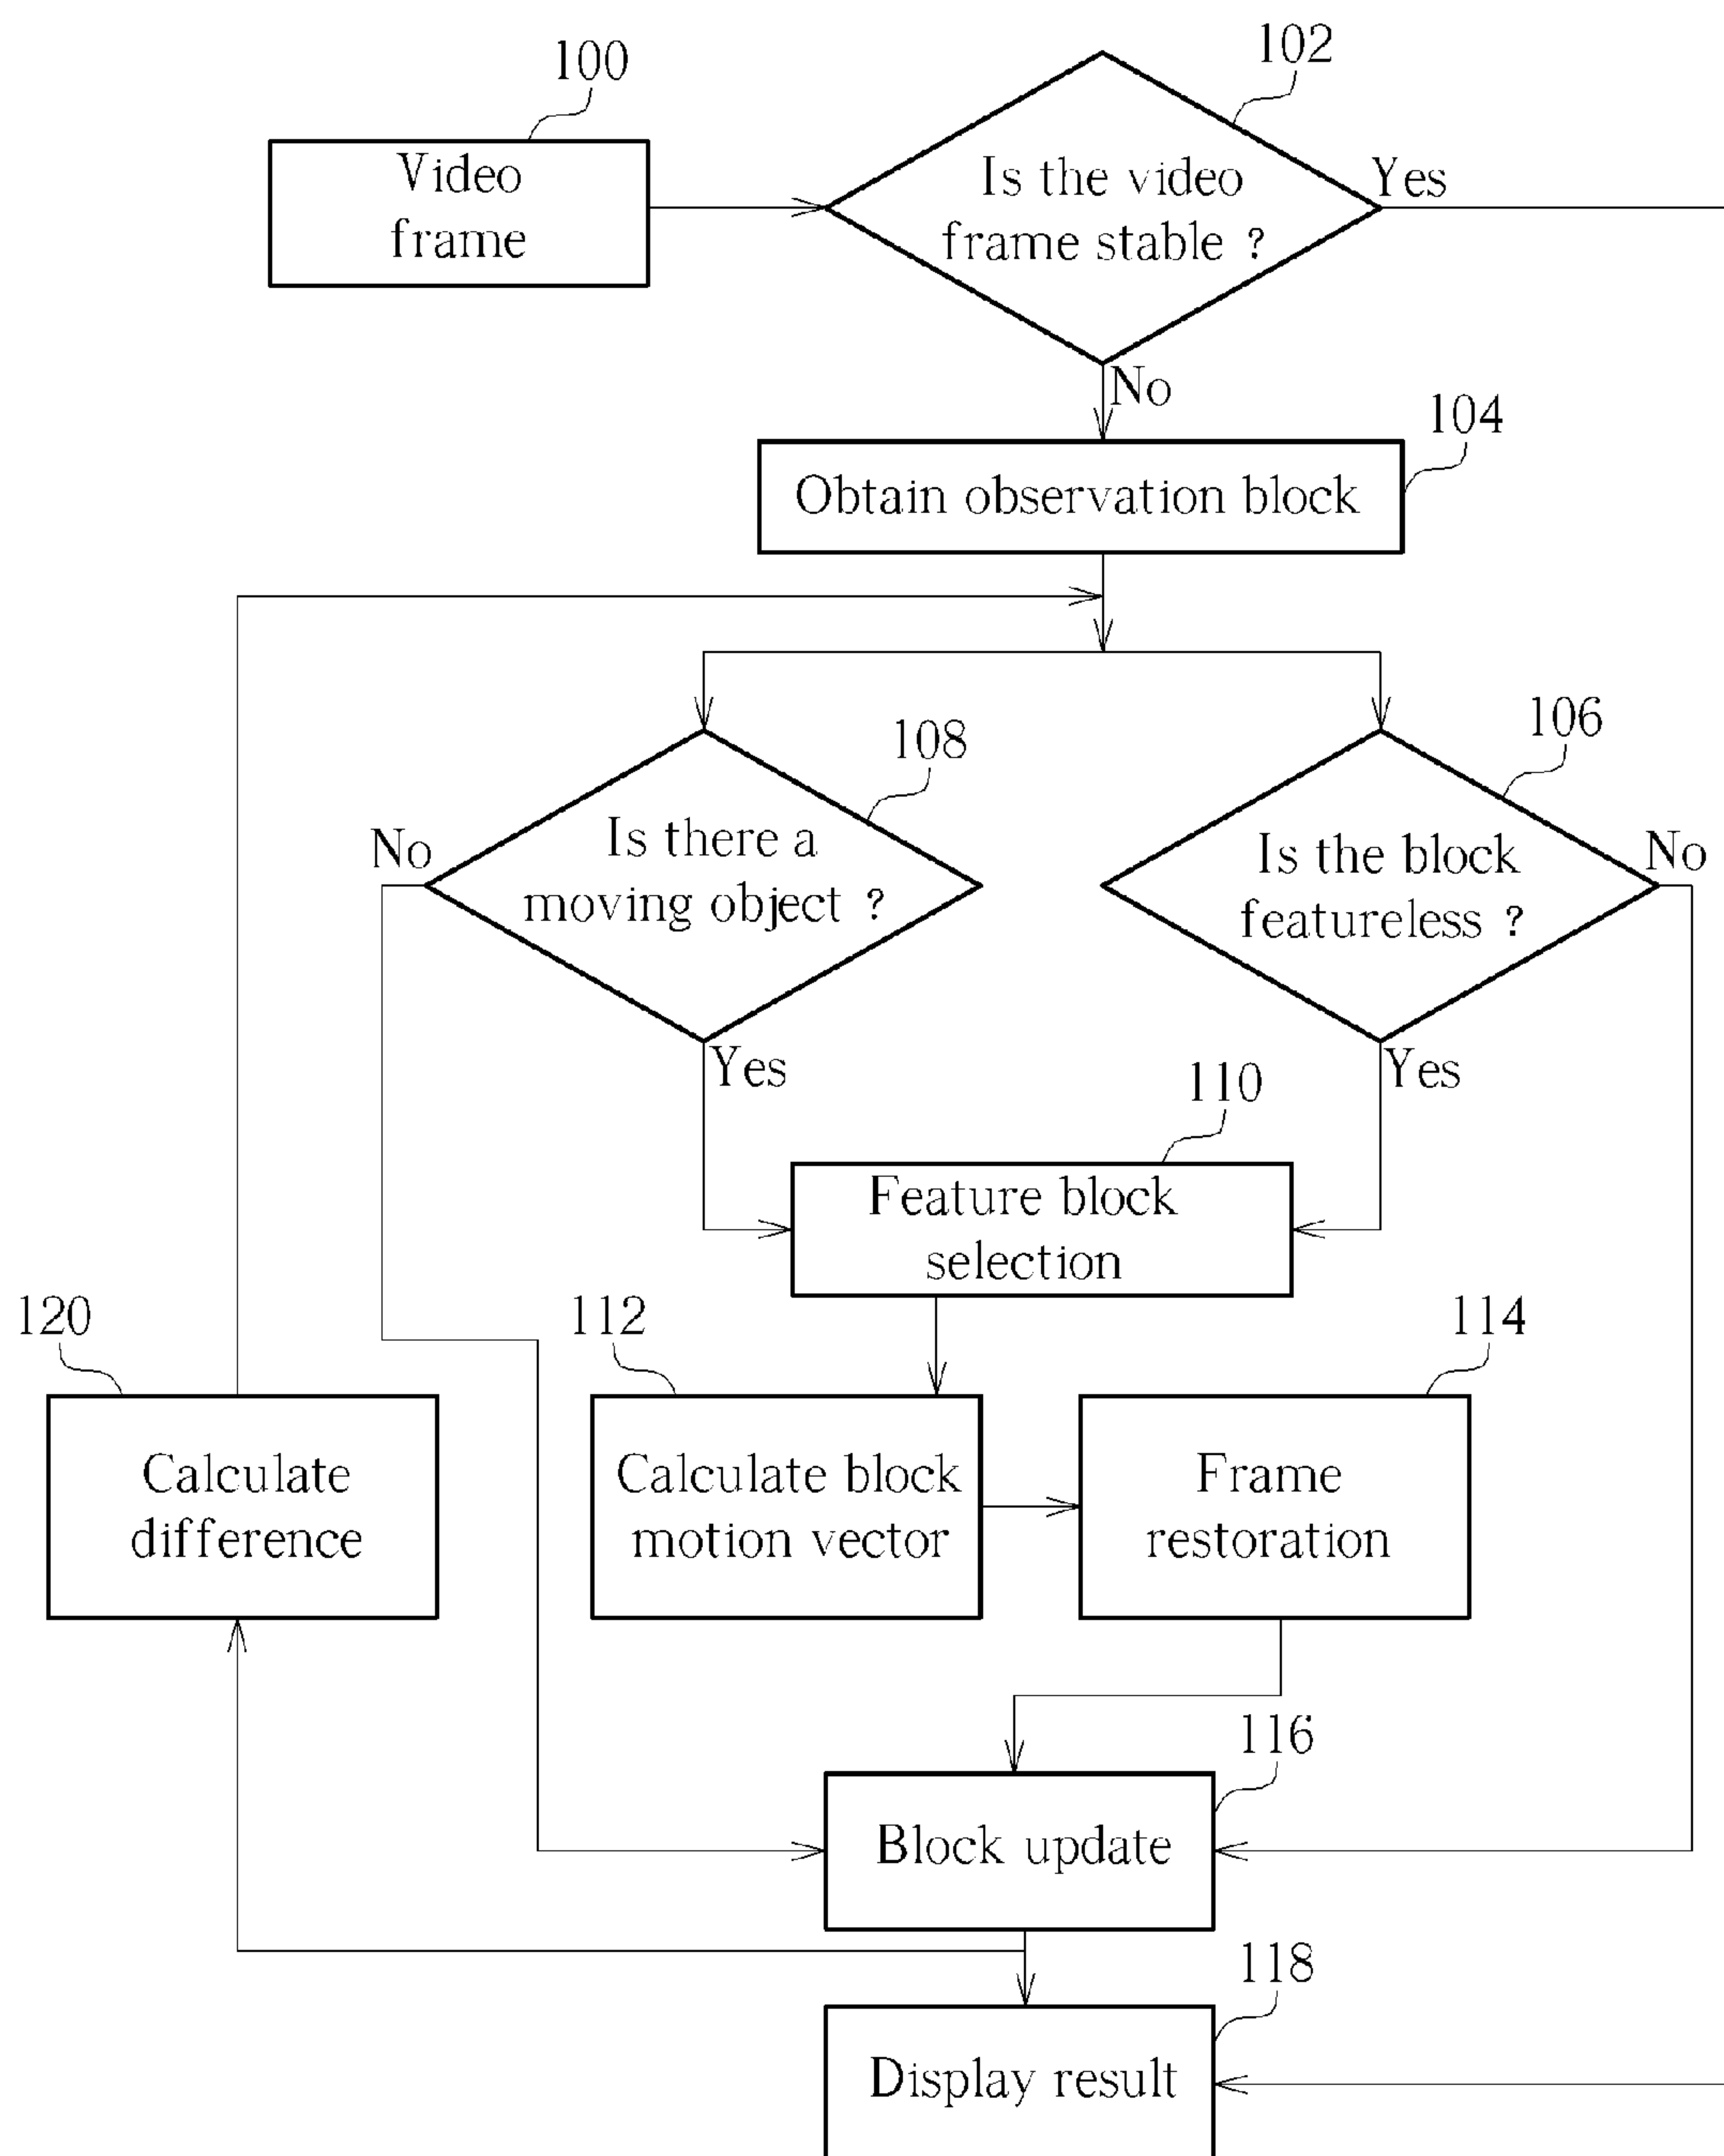 100
102
Video
frame
Is the video
frame stable ?
Yes
No
104
Obtain observation block
108
106
No
Is there a
moving object ?
Is the block
featureless ?
No
Yes
Yes
110
Feature block
selection
120
112
114
Calculate
difference
Calculate block
motion vector
Frame
restoration
116
Block update
118
Display result